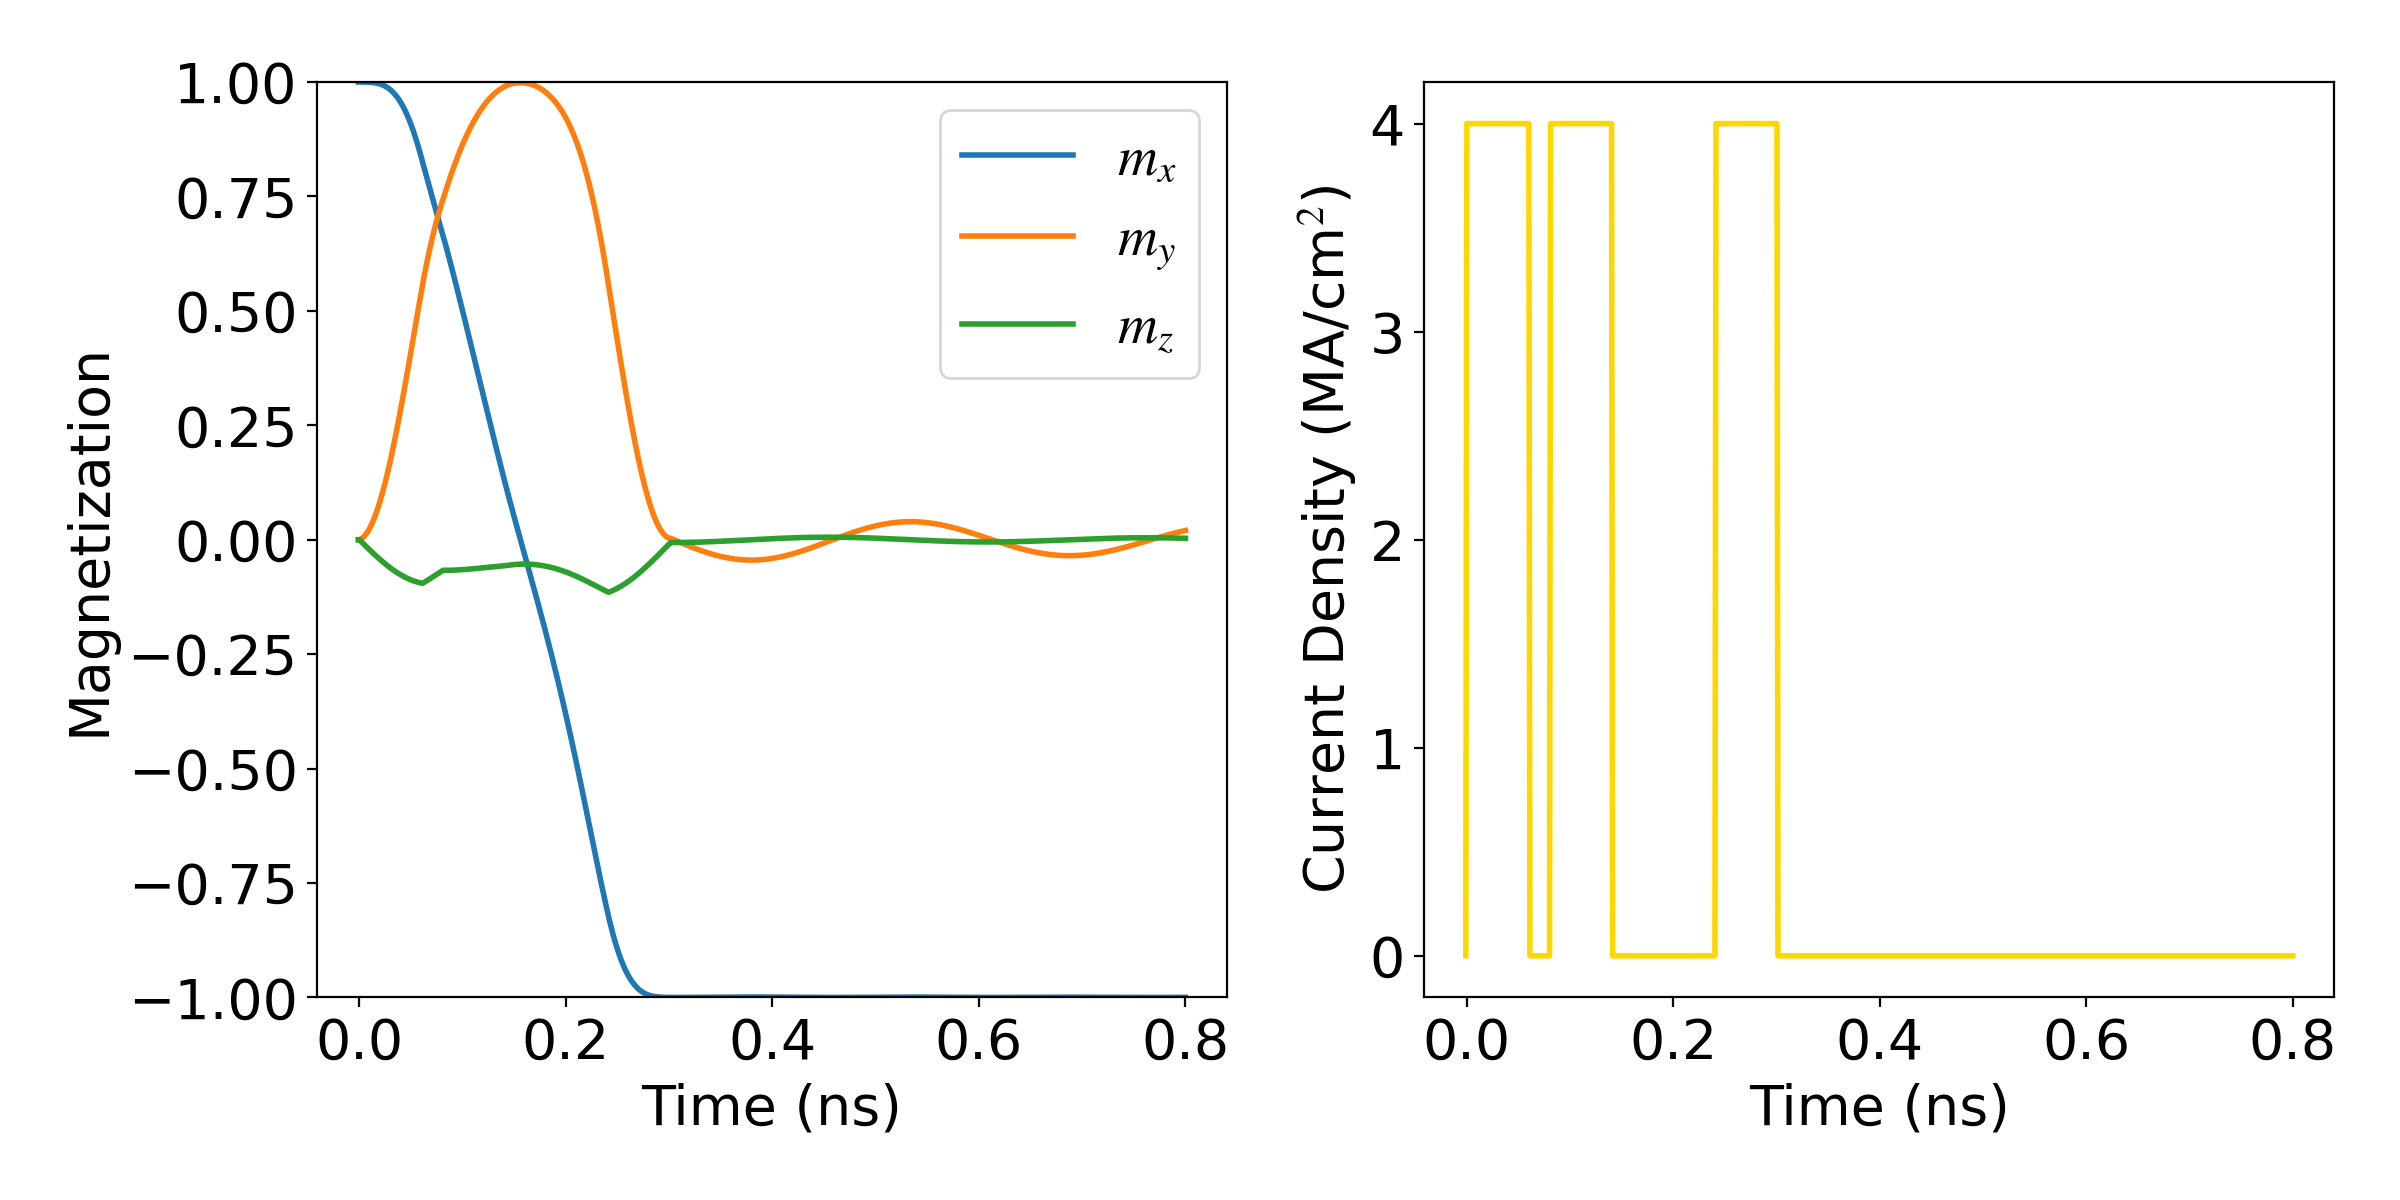 Magnetization
1.00
0.75
0.50
0.25
0.00
−0.25
−0.50
−0.75
−1.00
0.0 0.2 0.4 0.6 0.8
Time (ns)
mₓ
m_y
m_z
Current Density (MA/cm²)
4
3
2
1
0
0.0 0.2 0.4 0.6 0.8
Time (ns)